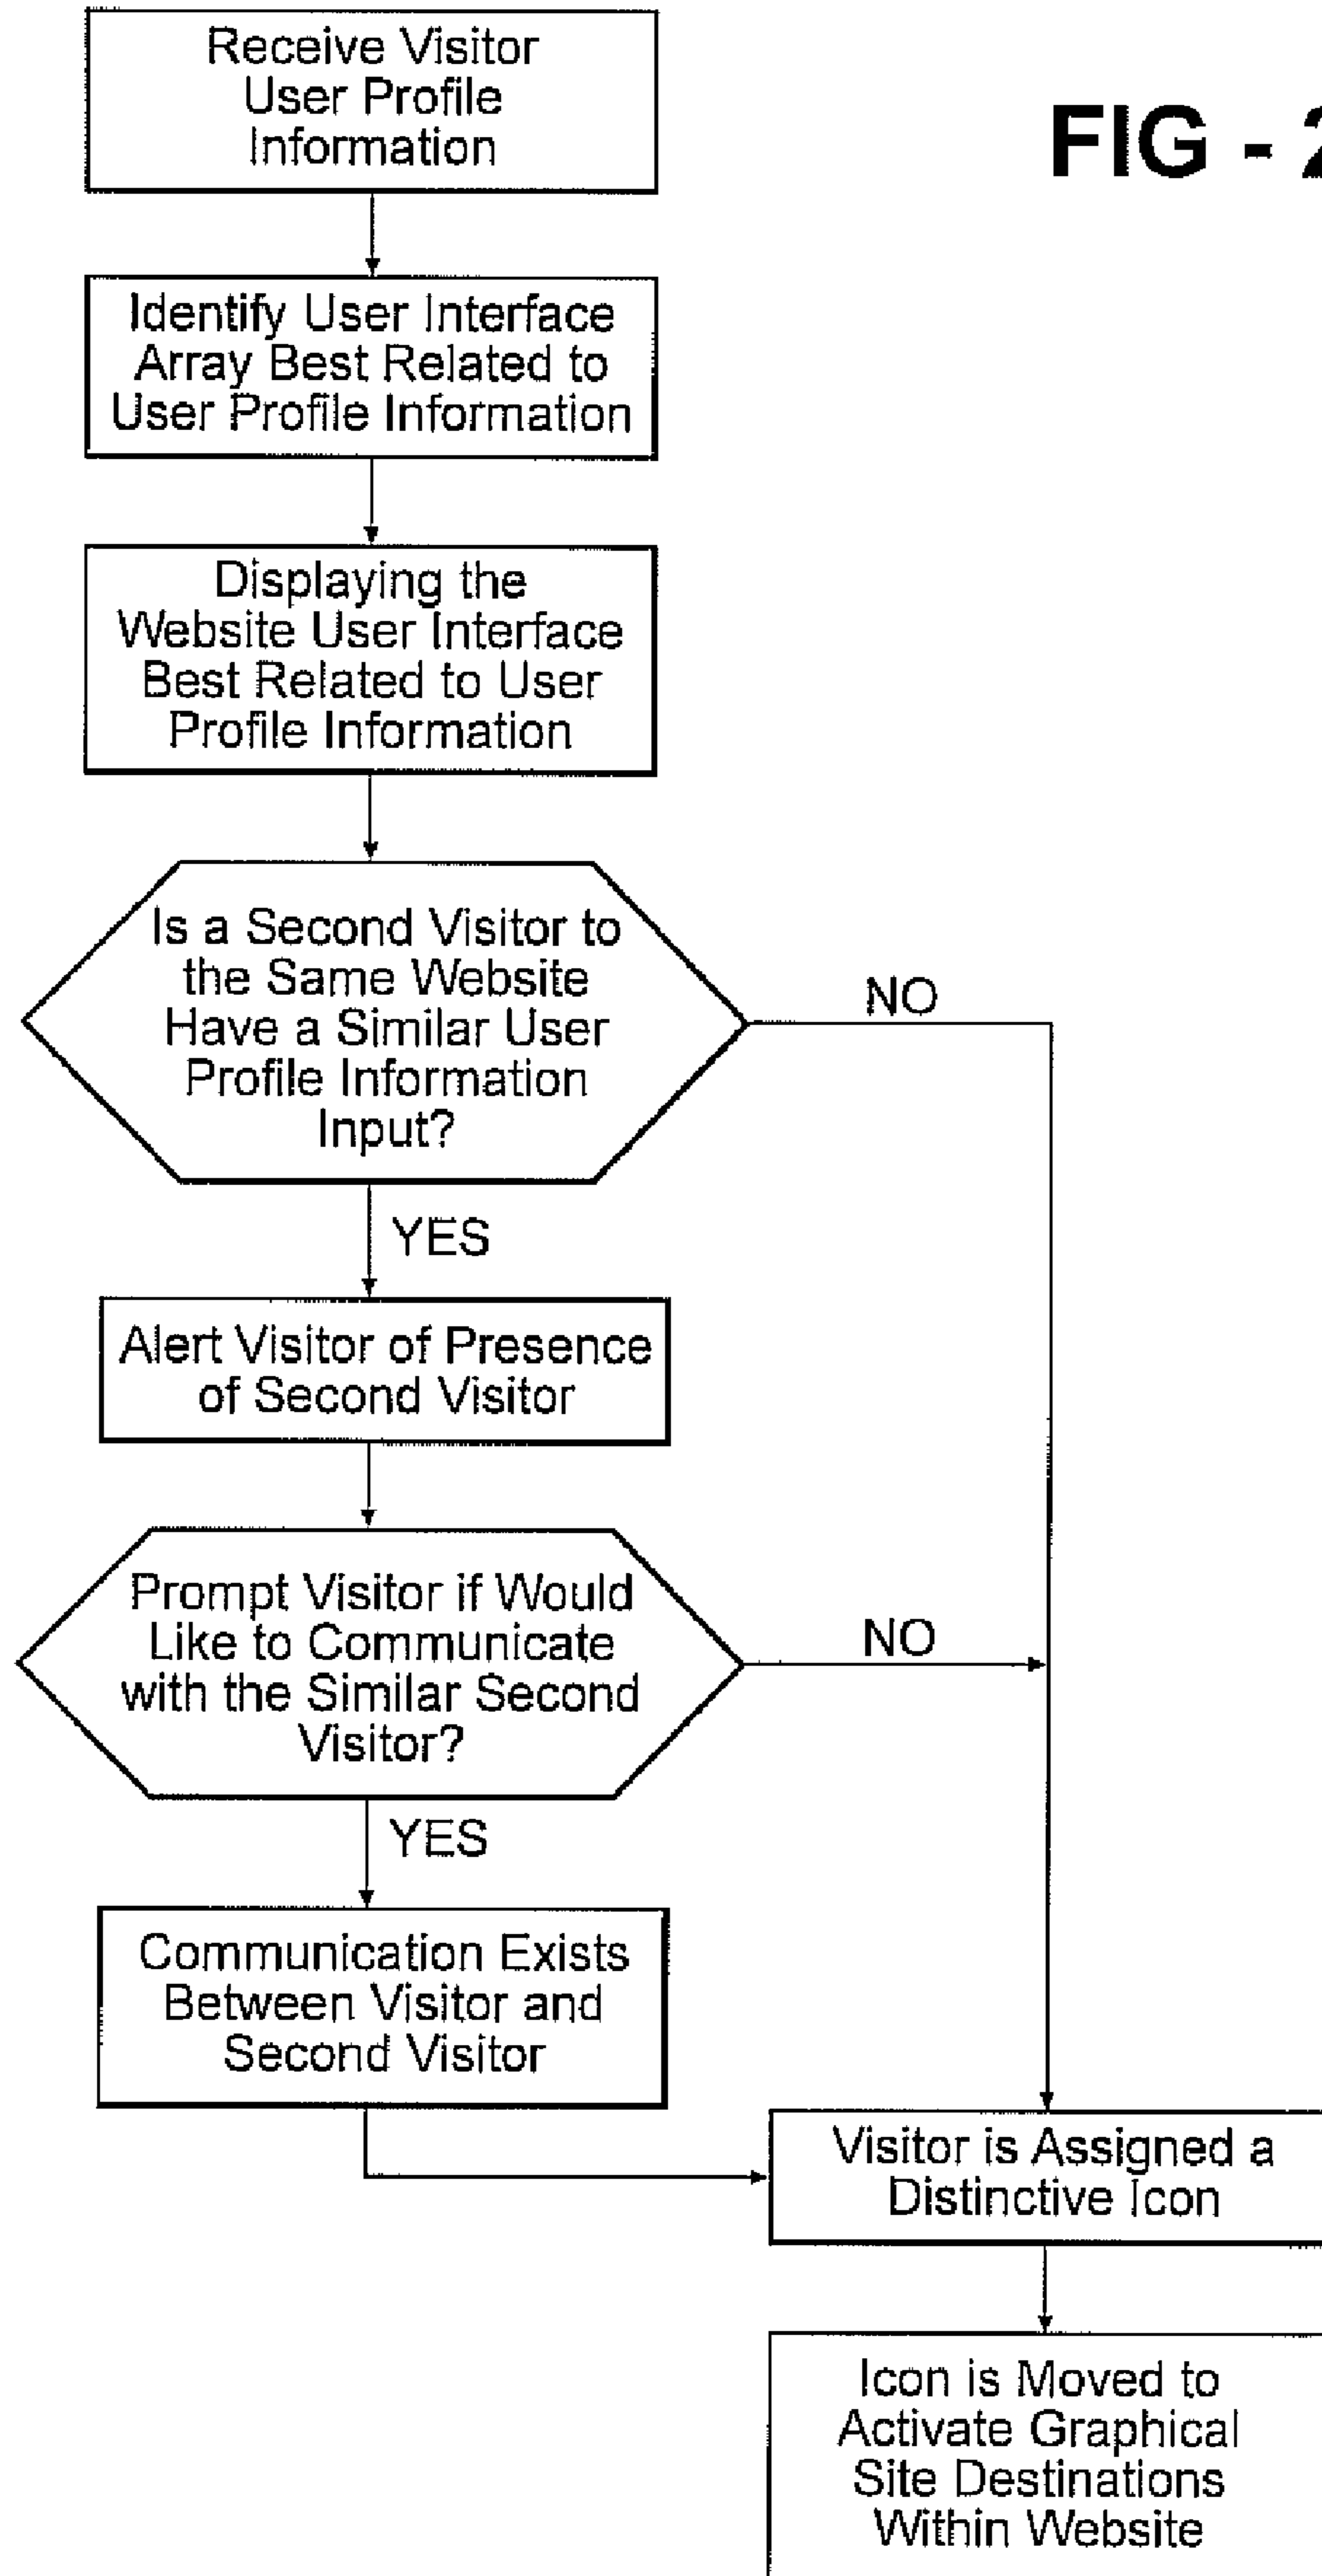 Receive Visitor
User Profile
Information
FIG - 2
Identify User Interface
Array Best Related to
User Profile Information
Displaying the
Website User Interface
Best Related to User
Profile Information
Is a Second Visitor to
the Same Website
Have a Similar User
Profile Information
Input?
NO
YES
Alert Visitor of Presence
of Second Visitor
Prompt Visitor if Would
Like to Communicate
with the Similar Second
Visitor?
NO
YES
Communication Exists
Between Visitor and
Second Visitor
Visitor is Assigned a
Distinctive Icon
Icon is Moved to
Activate Graphical
Site Destinations
Within Website